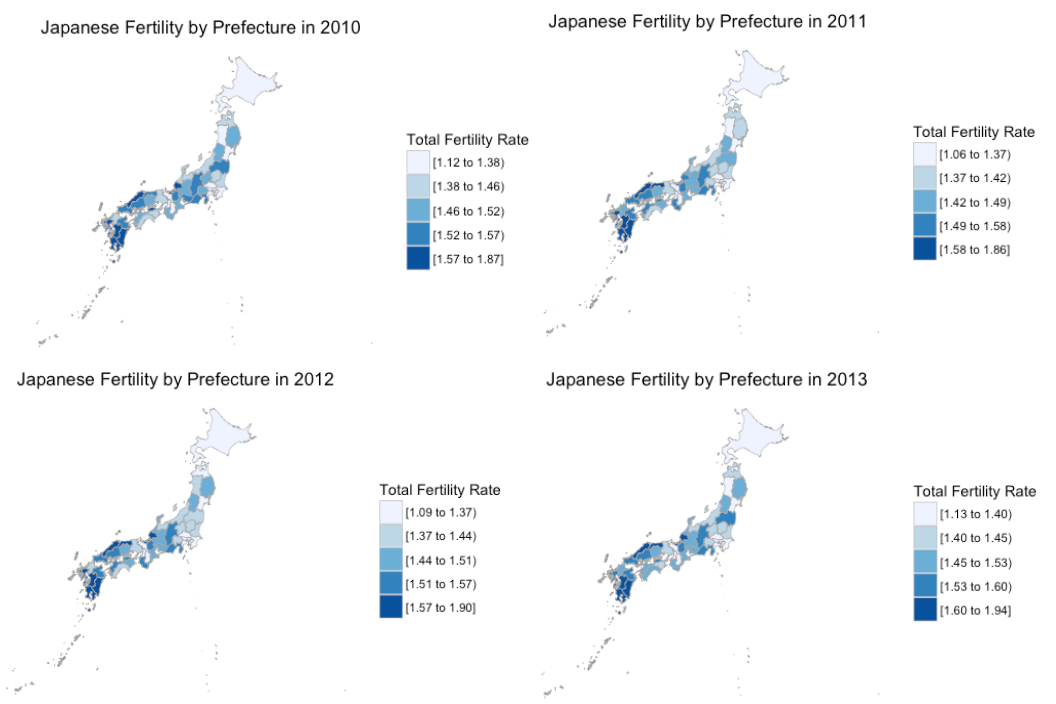 Japanese Fertility by Prefecture in 2010
Total Fertility Rate
[1.12 to 1.38)
[1.38 to 1.46)
[1.46 to 1.52)
[1.52 to 1.57)
[1.57 to 1.87]
Japanese Fertility by Prefecture in 2011
Total Fertility Rate
[1.06 to 1.37)
[1.37 to 1.42)
[1.42 to 1.49)
[1.49 to 1.58)
[1.58 to 1.86]
Japanese Fertility by Prefecture in 2012
Total Fertility Rate
[1.09 to 1.37)
[1.37 to 1.44)
[1.44 to 1.51)
[1.51 to 1.57)
[1.57 to 1.90]
Japanese Fertility by Prefecture in 2013
Total Fertility Rate
[1.13 to 1.40)
[1.40 to 1.45)
[1.45 to 1.53)
[1.53 to 1.60)
[1.60 to 1.94]